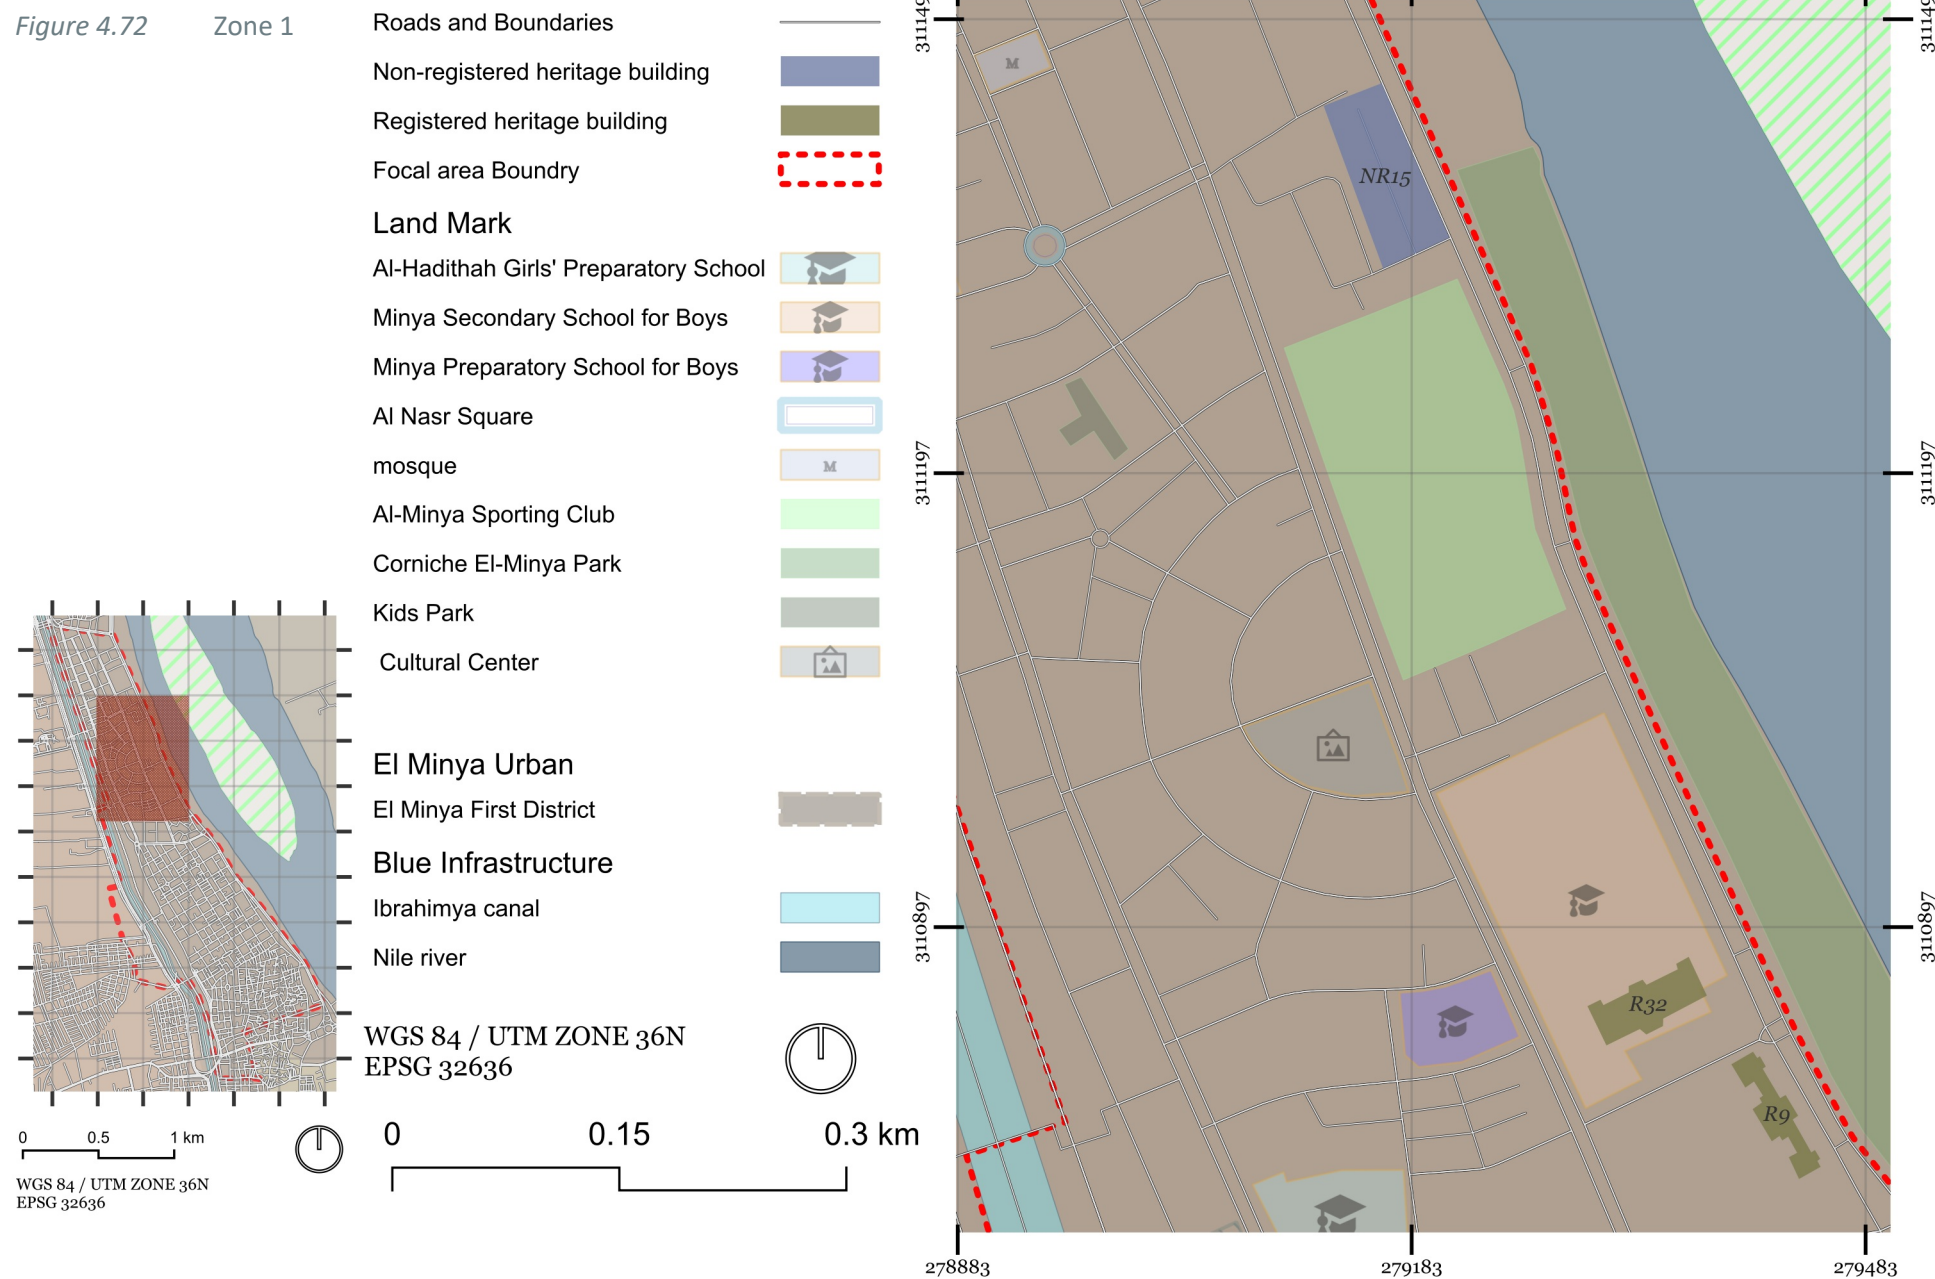 Figure 4.72 Zone 1
Roads and Boundaries
Non-registered heritage building
Registered heritage building
Focal area Boundry
Land Mark
Al-Hadithah Girls' Preparatory School
Minya Secondary School for Boys
Minya Preparatory School for Boys
Al Nasr Square
mosque
M
Al-Minya Sporting Club
Corniche El-Minya Park
Kids Park
Cultural Center
El Minya Urban
El Minya First District
Blue Infrastructure
Ibrahimya canal
Nile river
WGS 84 / UTM ZONE 36N
EPSG 32636
0 0.15 0.3 km
0 0.5 1 km
WGS 84 / UTM ZONE 36N
EPSG 32636
M
NR15
R32
R9
311149
311149
311197
311197
3110897
3110897
278883
279183
279483